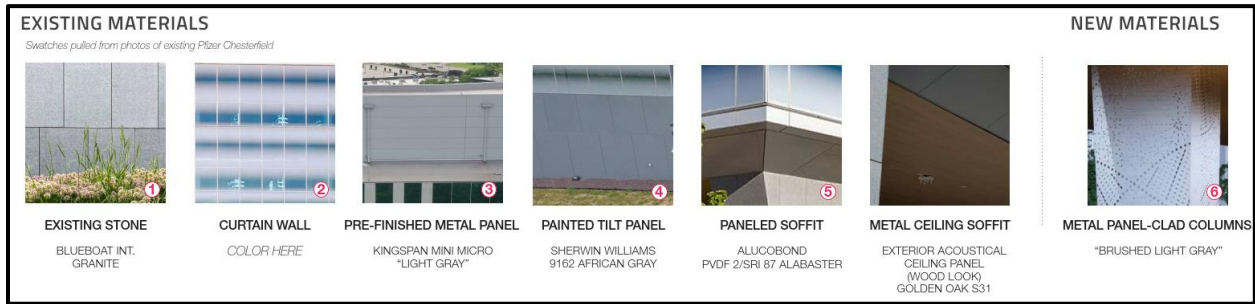 EXISTING MATERIALS
Swatches pulled from photos of existing Pfizer Chesterfield
NEW MATERIALS
1
2
3
4
5
6
EXISTING STONE
BLUEBOAT INT.
GRANITE
CURTAIN WALL
COLOR HERE
PRE-FINISHED METAL PANEL
KINGSPAN MINI MICRO
"LIGHT GRAY"
PAINTED TILT PANEL
SHERWIN WILLIAMS
9162 AFRICAN GRAY
PANELED SOFFIT
ALUCOBOND
PVDF 2/SRI 87 ALABASTER
METAL CEILING SOFFIT
EXTERIOR ACOUSTICAL
CEILING PANEL
(WOOD LOOK)
GOLDEN OAK S31
METAL PANEL-CLAD COLUMNS
"BRUSHED LIGHT GRAY"